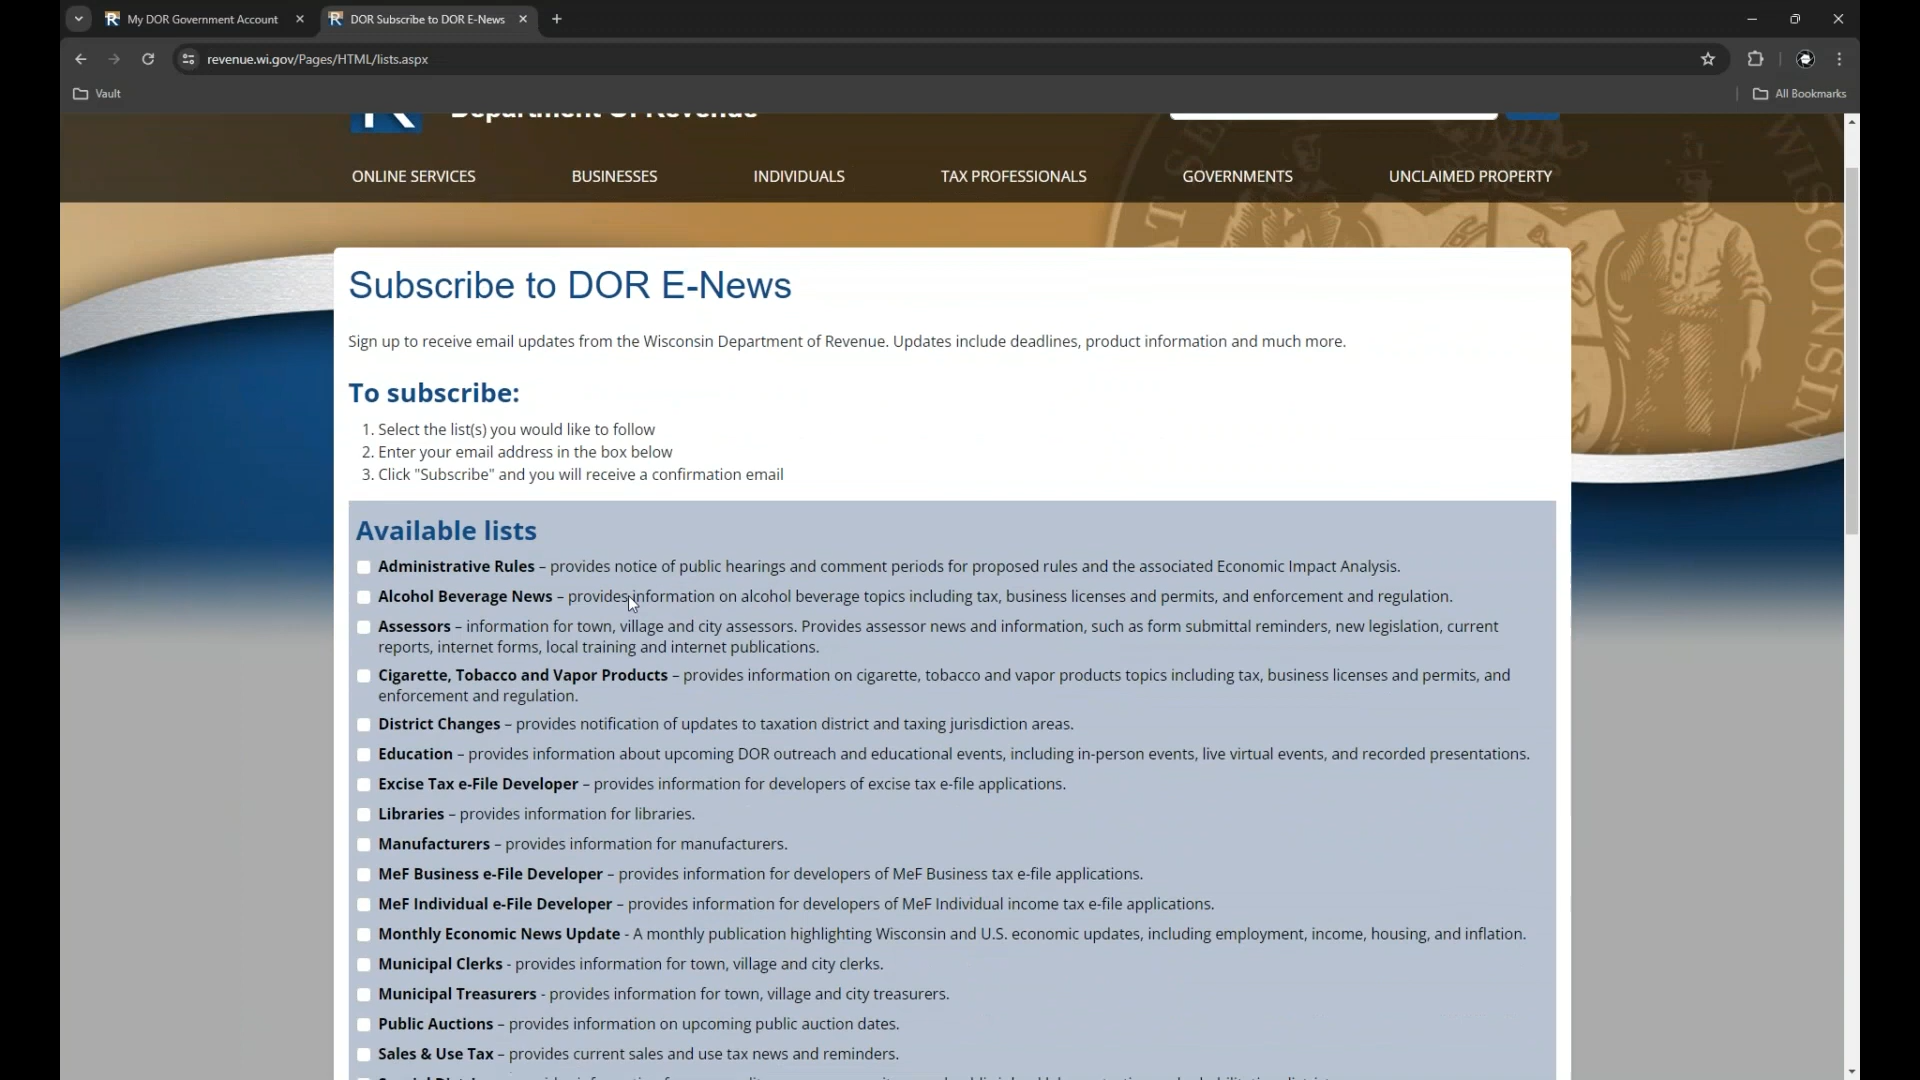 My DOR Government Account
DOR Subscribe to DOR E-News
revenue.wi.gov/Pages/HTML/lists.aspx
Vault
All Bookmarks
Department Of Revenue
ONLINE SERVICES
BUSINESSES
INDIVIDUALS
TAX PROFESSIONALS
GOVERNMENTS
UNCLAIMED PROPERTY
WISCONSIN
Subscribe to DOR E-News
Sign up to receive email updates from the Wisconsin Department of Revenue. Updates include deadlines, product information and much more.
To subscribe:
1. Select the list(s) you would like to follow
2. Enter your email address in the box below
3. Click "Subscribe" and you will receive a confirmation email
Available lists
Administrative Rules – provides notice of public hearings and comment periods for proposed rules and the associated Economic Impact Analysis.
Alcohol Beverage News – provides information on alcohol beverage topics including tax, business licenses and permits, and enforcement and regulation.
Assessors – information for town, village and city assessors. Provides assessor news and information, such as form submittal reminders, new legislation, current
reports, internet forms, local training and internet publications.
Cigarette, Tobacco and Vapor Products – provides information on cigarette, tobacco and vapor products topics including tax, business licenses and permits, and
enforcement and regulation.
District Changes – provides notification of updates to taxation district and taxing jurisdiction areas.
Education – provides information about upcoming DOR outreach and educational events, including in-person events, live virtual events, and recorded presentations.
Excise Tax e-File Developer – provides information for developers of excise tax e-file applications.
Libraries – provides information for libraries.
Manufacturers – provides information for manufacturers.
MeF Business e-File Developer – provides information for developers of MeF Business tax e-file applications.
MeF Individual e-File Developer – provides information for developers of MeF Individual income tax e-file applications.
Monthly Economic News Update - A monthly publication highlighting Wisconsin and U.S. economic updates, including employment, income, housing, and inflation.
Municipal Clerks - provides information for town, village and city clerks.
Municipal Treasurers - provides information for town, village and city treasurers.
Public Auctions – provides information on upcoming public auction dates.
Sales & Use Tax – provides current sales and use tax news and reminders.